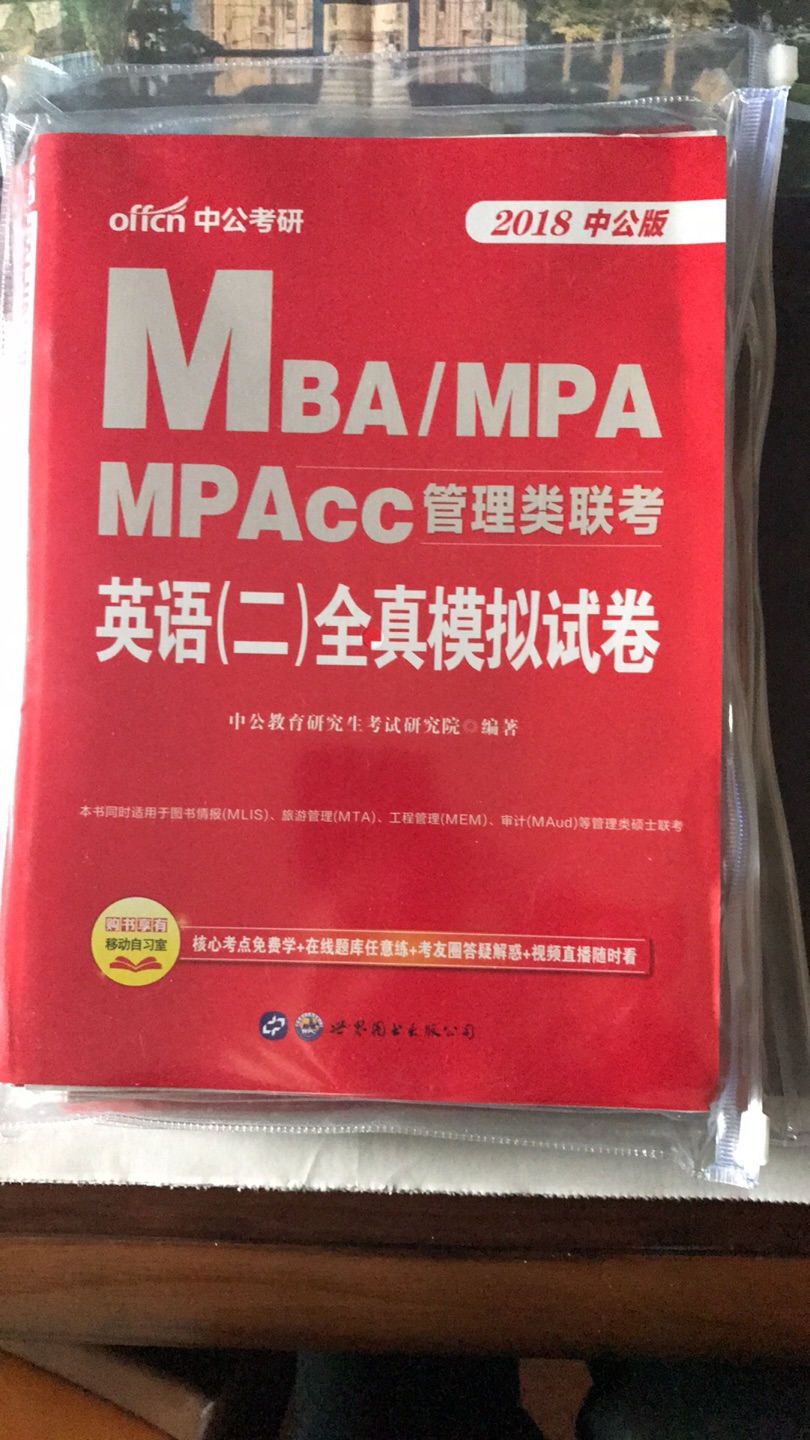 offcn 中公考研
2018 中公版
MBA/MPA
MPAcc 管理类联考
英语(二)全真模拟试卷
中公教育研究生考试研究院◎编著
本书同时适用于图书情报(MLIS)、旅游管理(MTA)、工程管理(MEM)、审计(MAud)等管理类硕士联考
购书享有
移动自习室
核心考点免费学+在线题库任意练+考友圈答疑解惑+视频直播随时看
世界图书出版公司